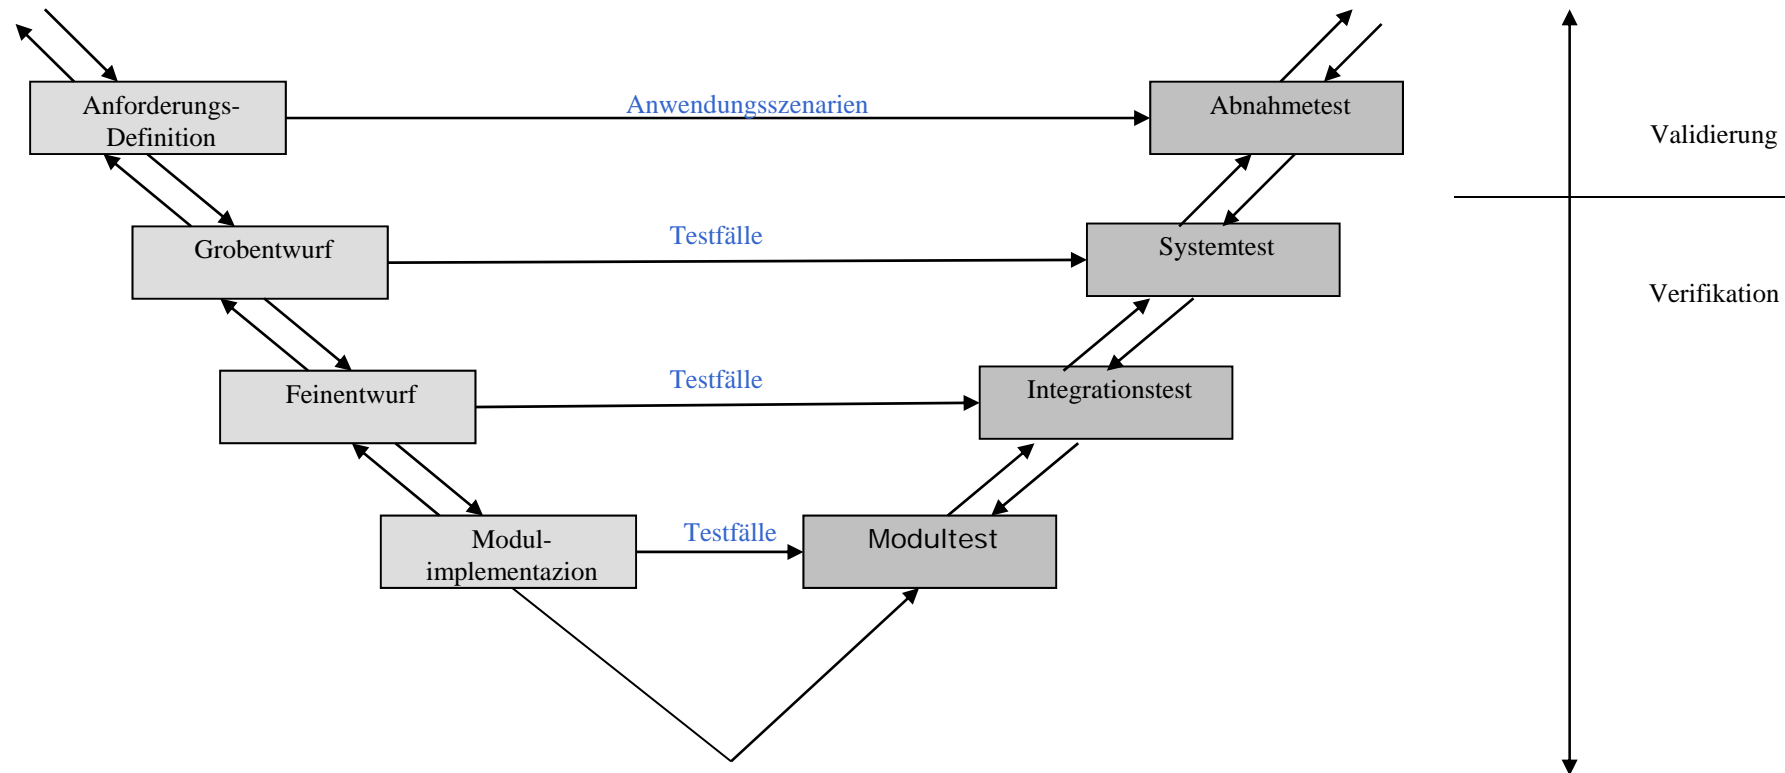 Anforderungs-
Definition
Anwendungsszenarien
Abnahmetest
Validierung
Grobentwurf
Testfälle
Systemtest
Verifikation
Feinentwurf
Testfälle
Integrationstest
Modul-
implementazion
Testfälle
Modultest